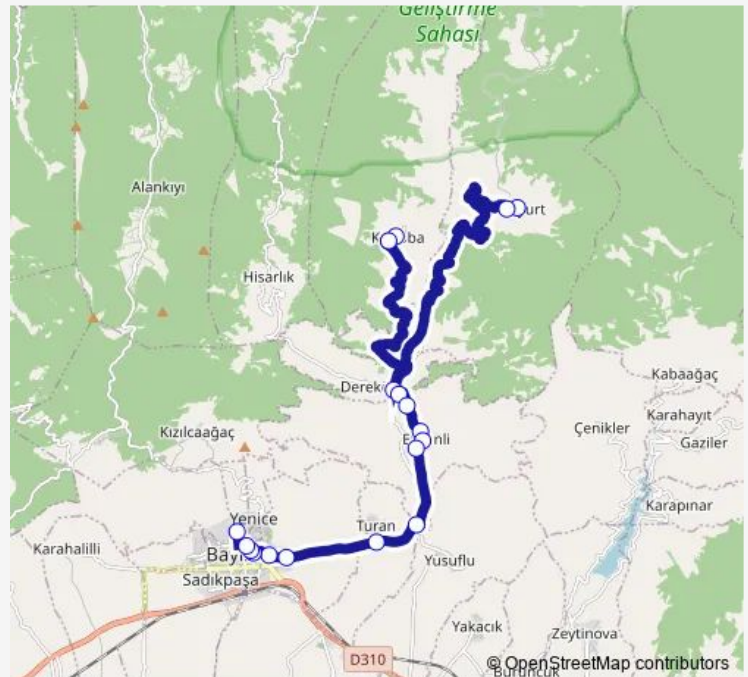 Geliştirme
Sahası
Alankıyı
Hisarlık
Kabaağaç
Karahayıt
Çenikler
Gaziler
Kızılcaağaç
Karapınar
Yenice
Turan
Karahalilli
Yusuflu
Sadıkpaşa
Yakacık
Zeytinova
D310
© OpenStreetMap contributors